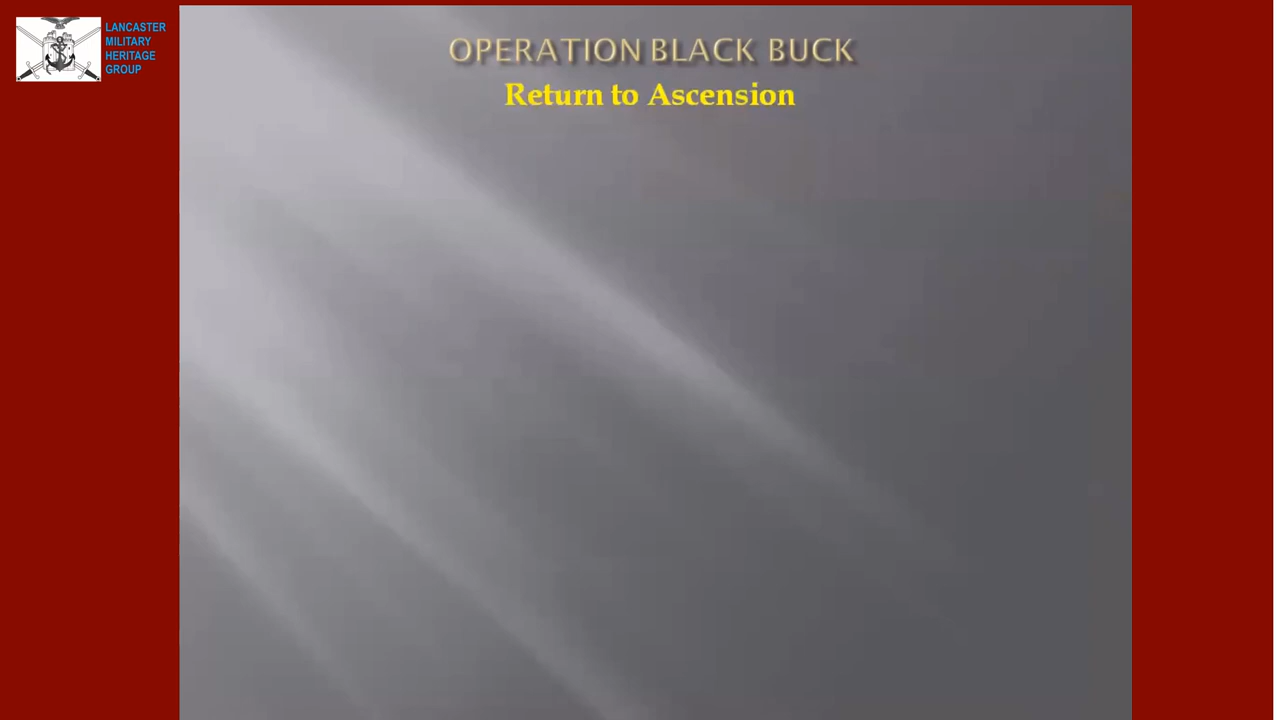 LANCASTER
MILITARY
HERITAGE
GROUP
OPERATION BLACK BUCK
Return to Ascension